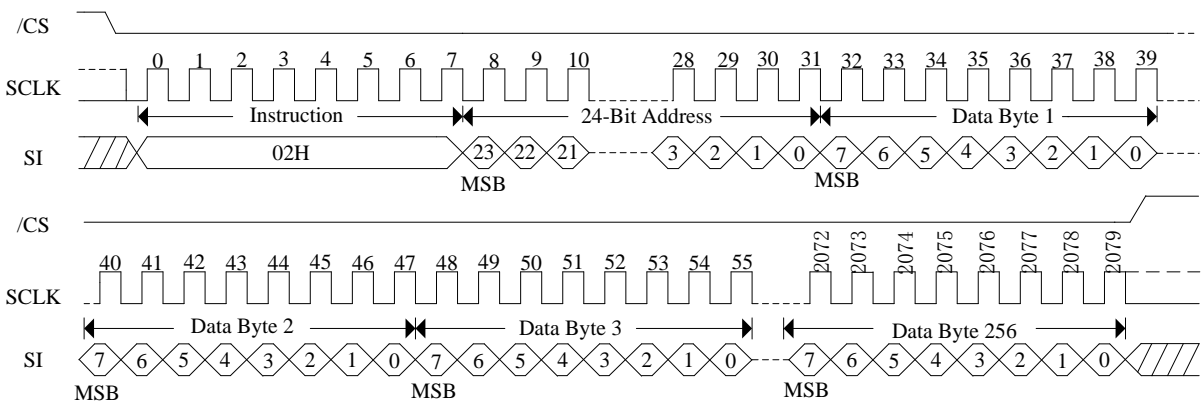 /CS
0 1 2 3 4 5 6 7 8 9 10 28 29 30 31 32 33 34 35 36 37 38 39
SCLK
Instruction 24-Bit Address Data Byte 1
SI 02H 23 22 21 3 2 1 0 7 6 5 4 3 2 1 0
MSB MSB
/CS
40 41 42 43 44 45 46 47 48 49 50 51 52 53 54 55 2072 2073 2074 2075 2076 2077 2078 2079
SCLK
Data Byte 2 Data Byte 3 Data Byte 256
SI 7 6 5 4 3 2 1 0 7 6 5 4 3 2 1 0 7 6 5 4 3 2 1 0
MSB MSB MSB